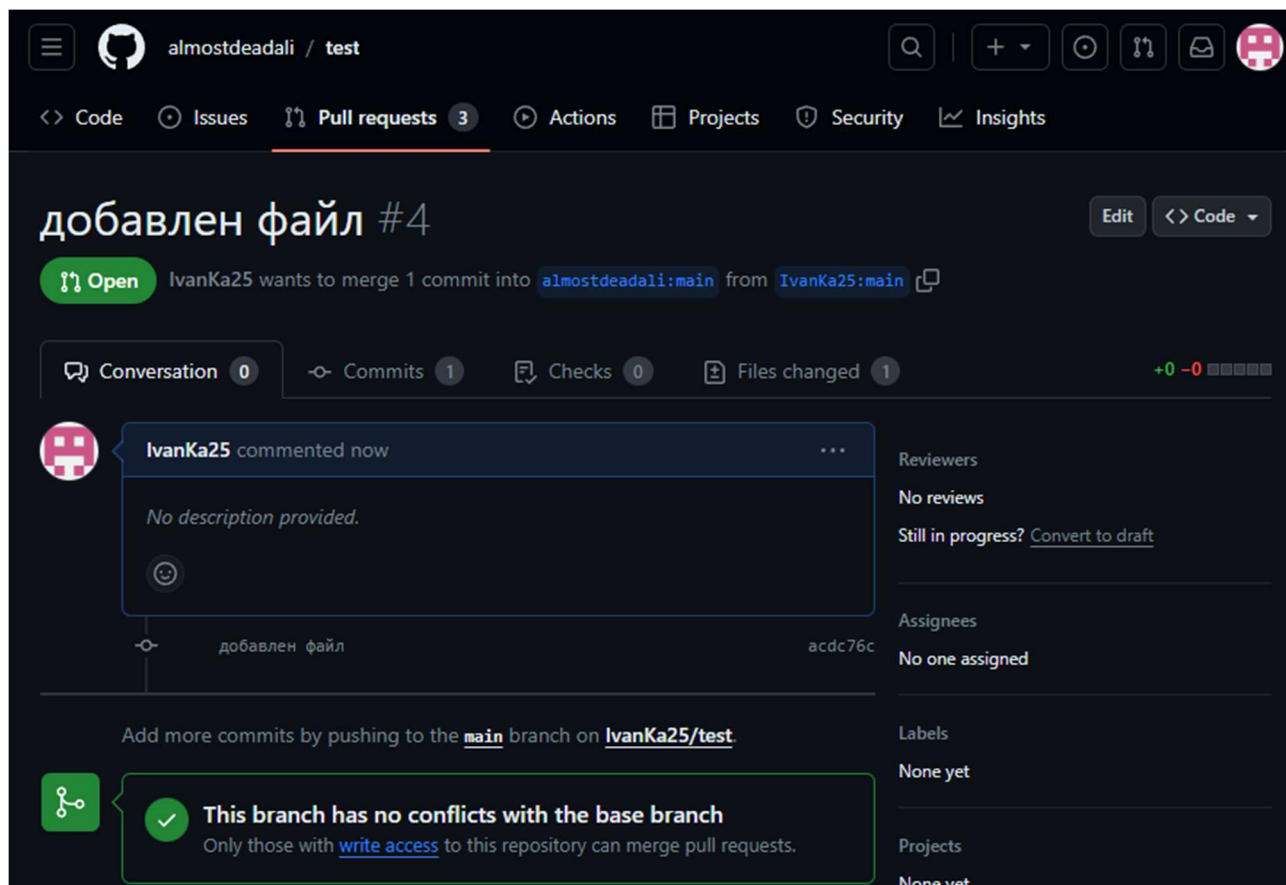 almostdeadali / test
Code Issues Pull requests 3 Actions Projects Security Insights
добавлен файл #4
Edit <> Code
Open IvanKa25 wants to merge 1 commit into almostdeadali:main from IvanKa25:main
Conversation 0 Commits 1 Checks 0 Files changed 1 +0 −0
IvanKa25 commented now
No description provided.
добавлен файл acdc76c
Add more commits by pushing to the main branch on IvanKa25/test.
This branch has no conflicts with the base branch
Only those with write access to this repository can merge pull requests.
Reviewers
No reviews
Still in progress? Convert to draft
Assignees
No one assigned
Labels
None yet
Projects
None yet